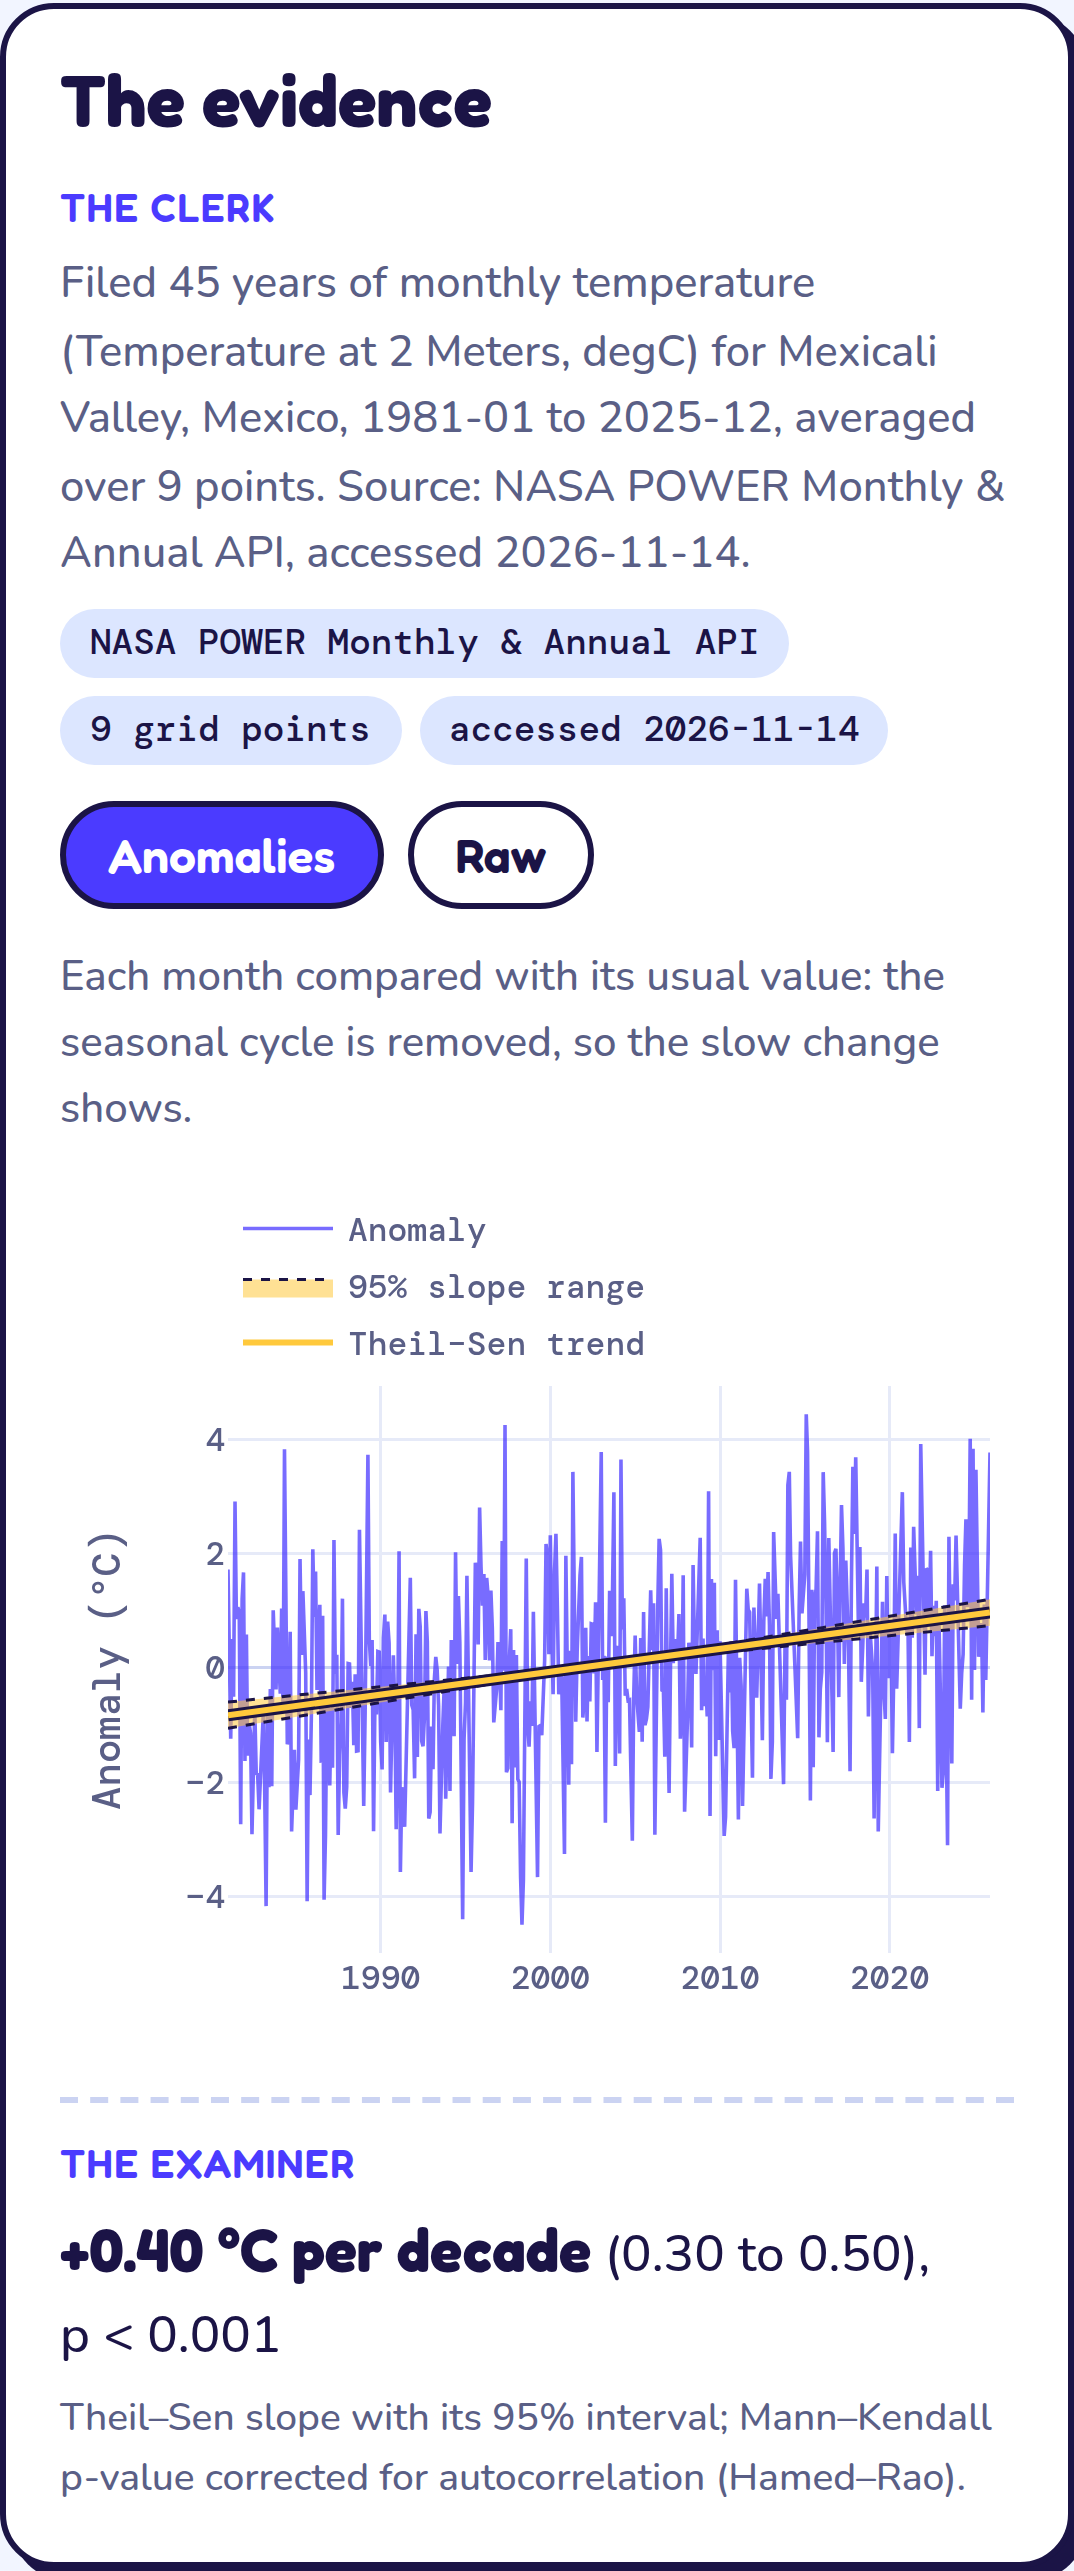 The evidence
THE CLERK
Filed 45 years of monthly temperature
(Temperature at 2 Meters, degC) for Mexicali
Valley, Mexico, 1981-01 to 2025-12, averaged
over 9 points. Source: NASA POWER Monthly &
Annual API, accessed 2026-11-14.
NASA POWER Monthly & Annual API
9 grid points accessed 2026-11-14
Anomalies Raw
Each month compared with its usual value: the
seasonal cycle is removed, so the slow change
shows.
Anomaly
95% slope range
Theil-Sen trend
Anomaly (°C)
4
2
0
−2
−4
1990 2000 2010 2020
THE EXAMINER
+0.40 °C per decade (0.30 to 0.50),
p < 0.001
Theil–Sen slope with its 95% interval; Mann–Kendall
p-value corrected for autocorrelation (Hamed–Rao).